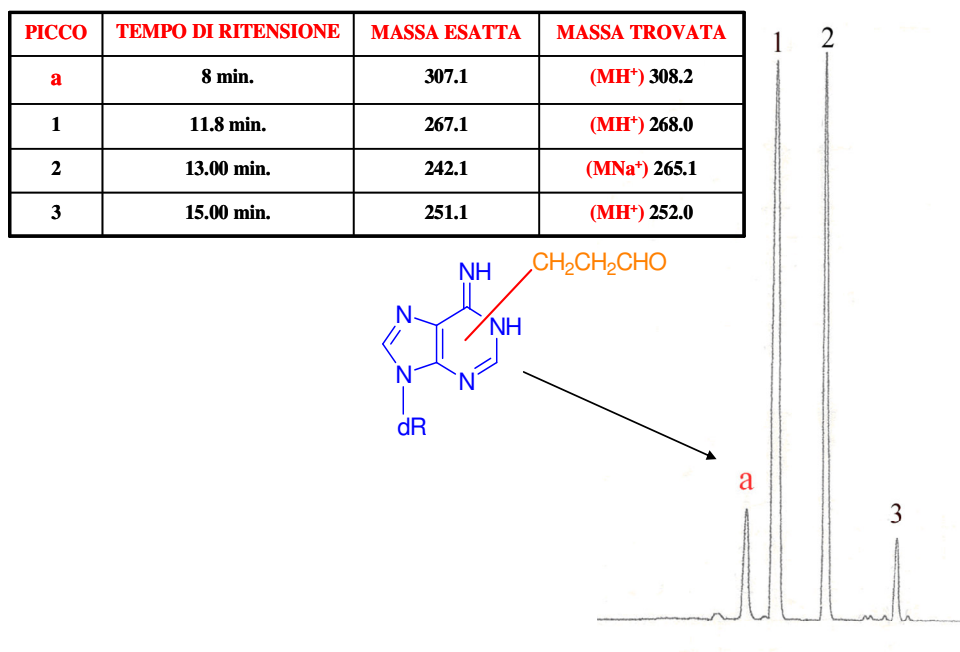 PICCO TEMPO DI RITENSIONE MASSA ESATTA MASSA TROVATA
a 8 min. 307.1 (MH⁺) 308.2
1 11.8 min. 267.1 (MH⁺) 268.0
2 13.00 min. 242.1 (MNa⁺) 265.1
3 15.00 min. 251.1 (MH⁺) 252.0
1 2
CH₂CH₂CHO
NH
N NH
N N
dR
a
3